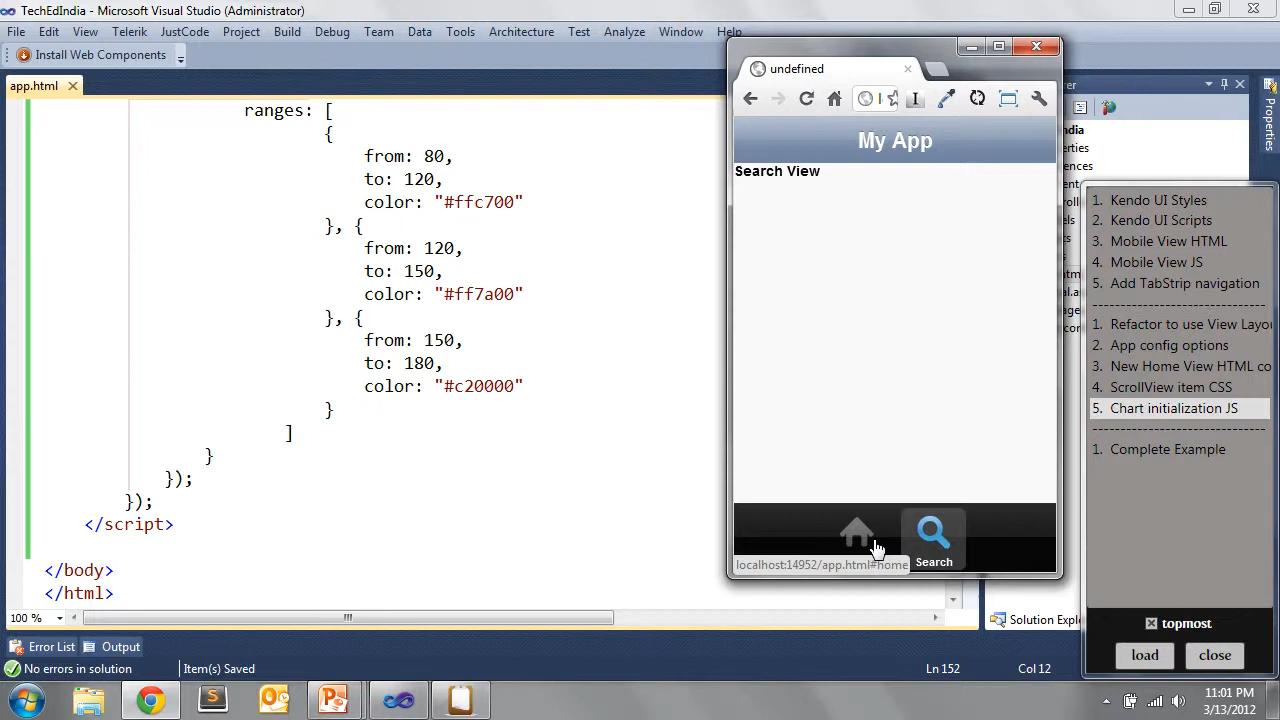 TechEdIndia - Microsoft Visual Studio (Administrator)
File Edit View Telerik JustCode Project Build Debug Team Data Tools Architecture Test Analyze Window Help
Install Web Components
app.html
ranges: [
{
from: 80,
to: 120,
color: "#ffc700"
}, {
from: 120,
to: 150,
color: "#ff7a00"
}, {
from: 150,
to: 180,
color: "#c20000"
}
]
}
});
});
</script>
</body>
</html>
100 %
Error List Output
No errors in solution Item(s) Saved Ln 152 Col 12
undefined
My App
Search View
Search
localhost:14952/app.html#home
Properties
1. Kendo UI Styles
2. Kendo UI Scripts
3. Mobile View HTML
4. Mobile View JS
5. Add TabStrip navigation
1. Refactor to use View Layou
2. App config options
3. New Home View HTML co
4. ScrollView item CSS
5. Chart initialization JS
1. Complete Example
topmost
load close
Solution Explo
11:01 PM
3/13/2012